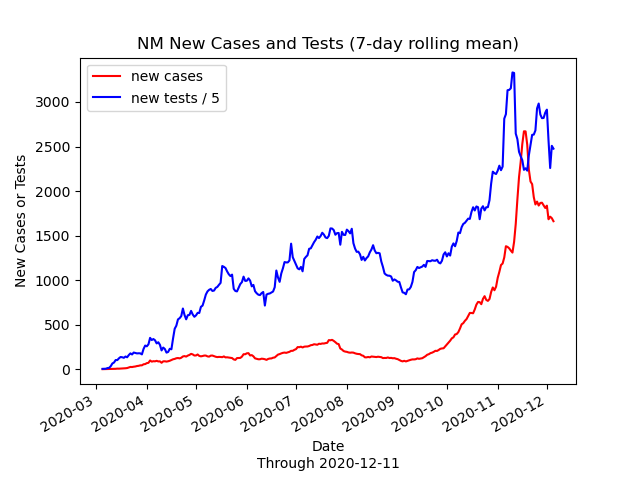 NM New Cases and Tests (7-day rolling mean)
new cases
new tests / 5
New Cases or Tests
3000
2500
2000
1500
1000
500
0
2020-03
2020-04
2020-05
2020-06
2020-07
2020-08
2020-09
2020-10
2020-11
2020-12
Date
Through 2020-12-11